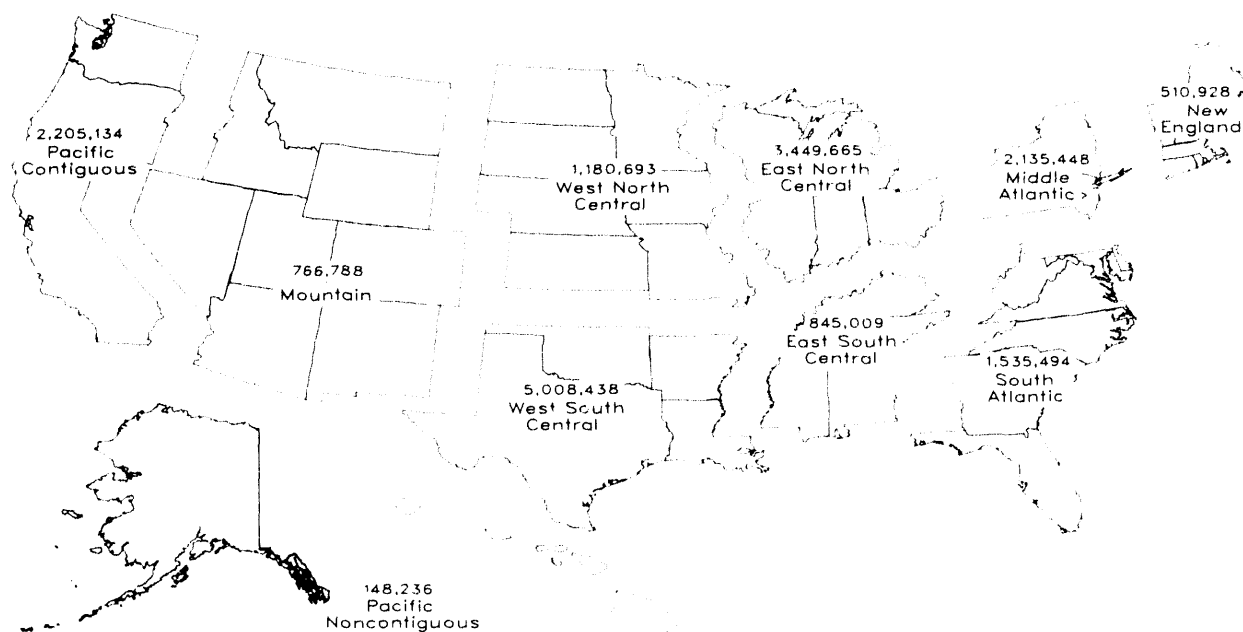 510,928
New
England
2,205,134
Pacific
Contiguous
1,180,693
West North
Central
3,449,665
East North
Central
2,135,448
Middle
Atlantic >
766,788
Mountain
845,009
East South
Central
1,535,494
South
Atlantic
5,008,438
West South
Central
148,236
Pacific
Noncontiguous